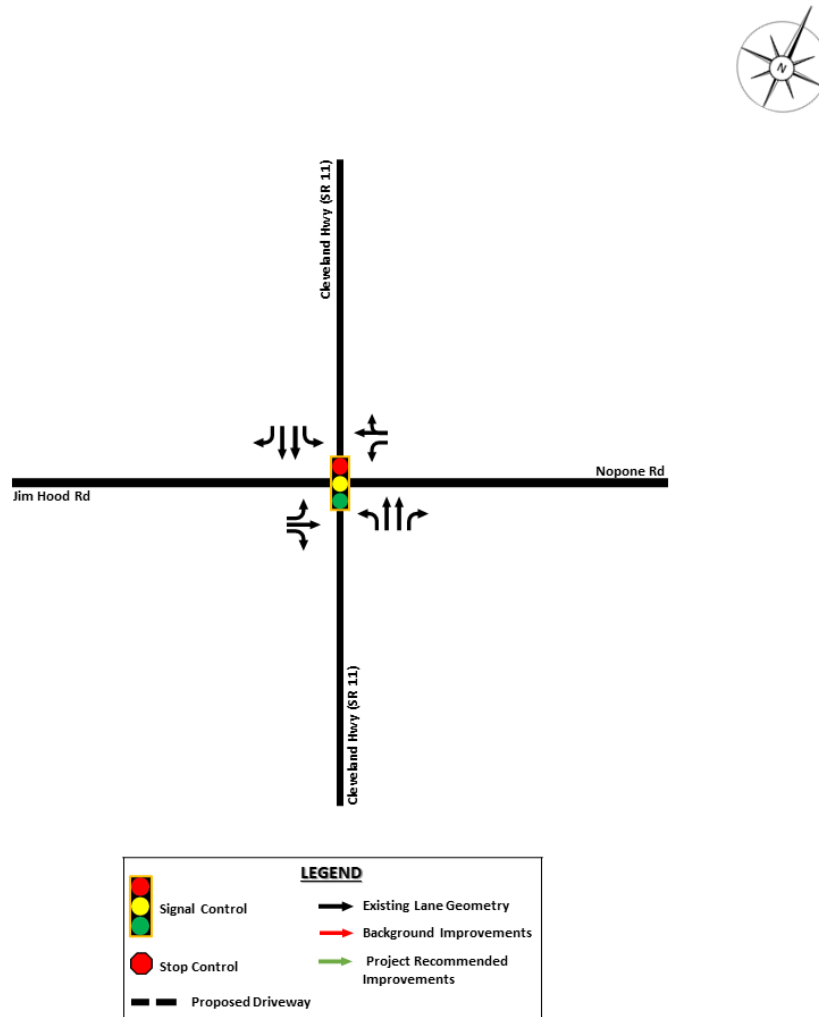 N
Cleveland Hwy (SR 11)
Nopone Rd
Jim Hood Rd
Cleveland Hwy (SR 11)
LEGEND
Signal Control
Existing Lane Geometry
Background Improvements
Stop Control
Project Recommended
Improvements
Proposed Driveway